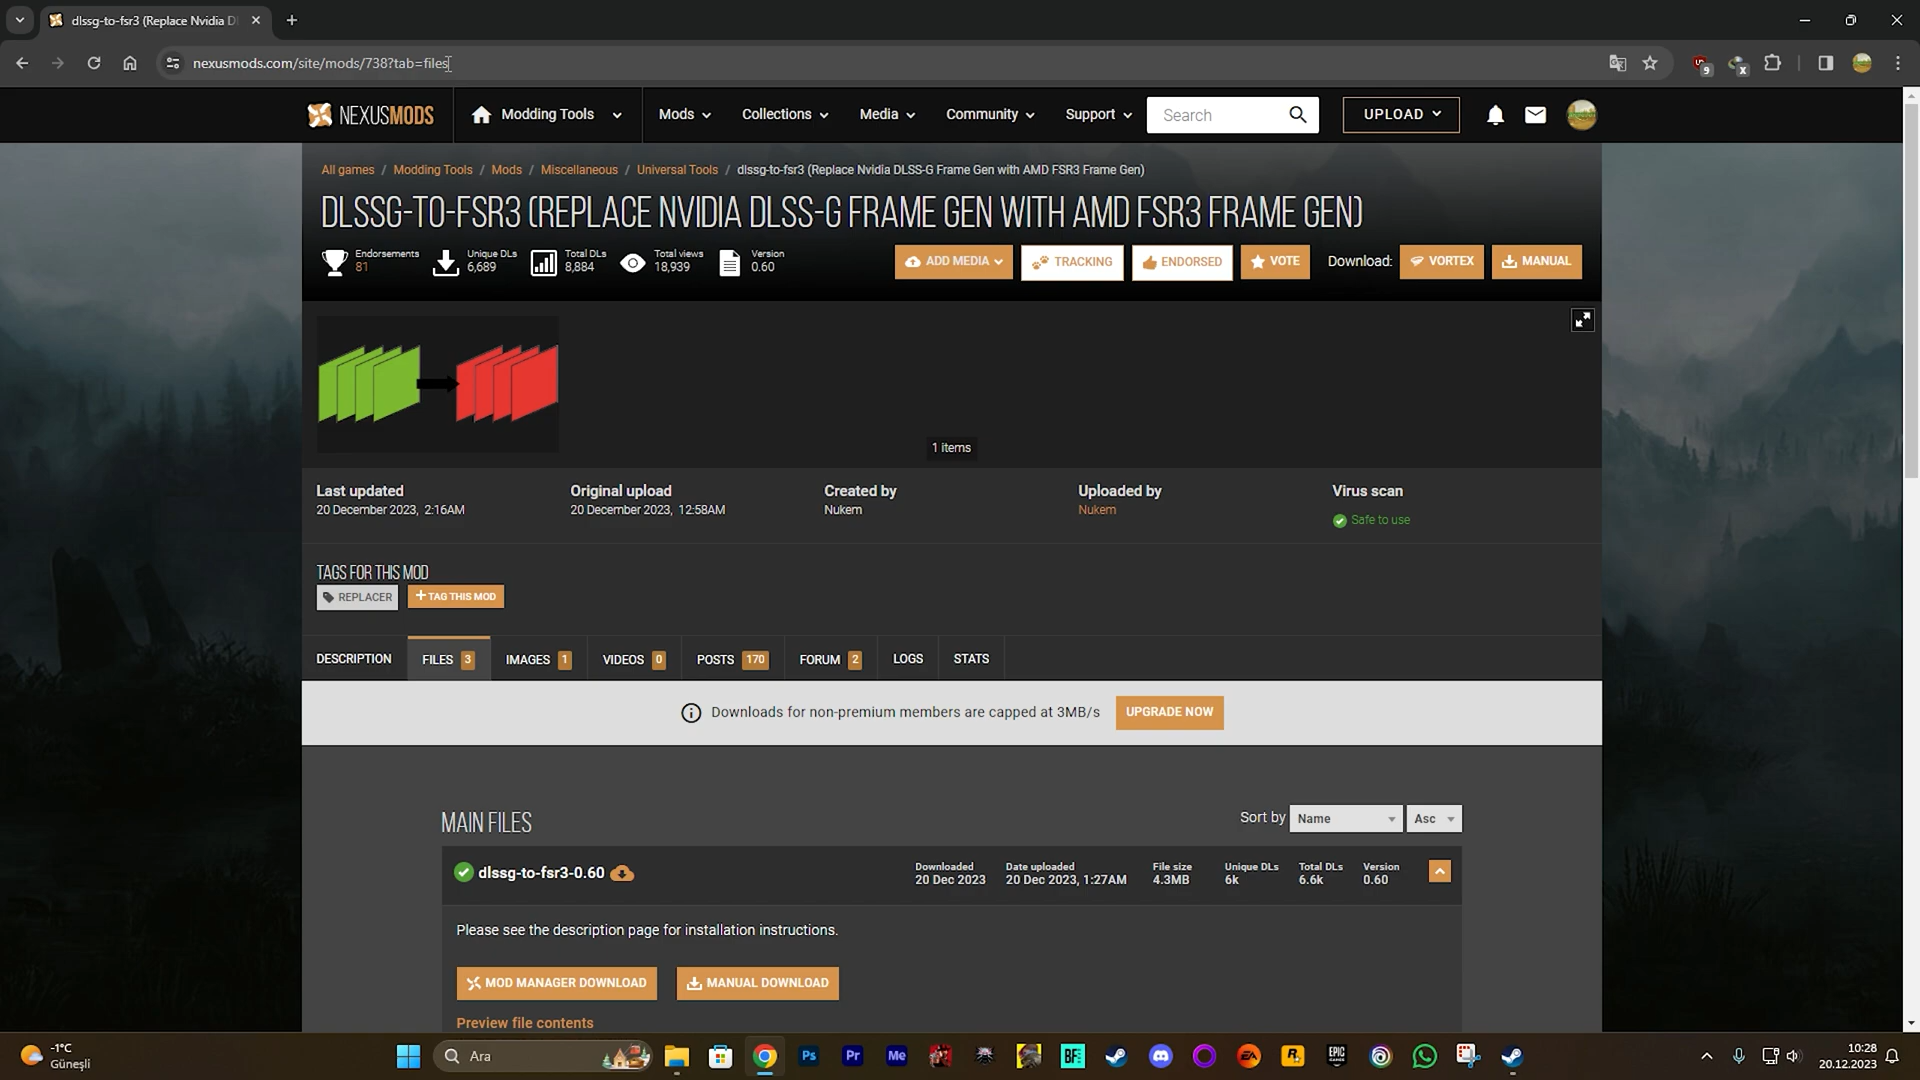 dlssg-to-fsr3 (Replace Nvidia DL
nexusmods.com/site/mods/738?tab=files
9
x
NEXUSMODS
Modding Tools
Mods
Collections
Media
Community
Support
Search
UPLOAD
All games / Modding Tools / Mods / Miscellaneous / Universal Tools / dlssg-to-fsr3 (Replace Nvidia DLSS-G Frame Gen with AMD FSR3 Frame Gen)
DLSSG-TO-FSR3 (REPLACE NVIDIA DLSS-G FRAME GEN WITH AMD FSR3 FRAME GEN)
Endorsements
81
Unique DLs
6,689
Total DLs
8,884
Total views
18,939
Version
0.60
ADD MEDIA
TRACKING
ENDORSED
VOTE
Download:
VORTEX
MANUAL
1 items
Last updated
20 December 2023, 2:16AM
Original upload
20 December 2023, 12:58AM
Created by
Nukem
Uploaded by
Nukem
Virus scan
Safe to use
TAGS FOR THIS MOD
REPLACER
+ TAG THIS MOD
DESCRIPTION
FILES 3
IMAGES 1
VIDEOS 0
POSTS 170
FORUM 2
LOGS
STATS
Downloads for non-premium members are capped at 3MB/s
UPGRADE NOW
MAIN FILES
Sort by
Name
Asc
dlssg-to-fsr3-0.60
Downloaded
20 Dec 2023
Date uploaded
20 Dec 2023, 1:27AM
File size
4.3MB
Unique DLs
6k
Total DLs
6.6k
Version
0.60
Please see the description page for installation instructions.
MOD MANAGER DOWNLOAD
MANUAL DOWNLOAD
Preview file contents
-1°C
Güneşli
Ara
Ps
Pr
Me
BF
EA
R
EPIC
GAMES
10:28
20.12.2023